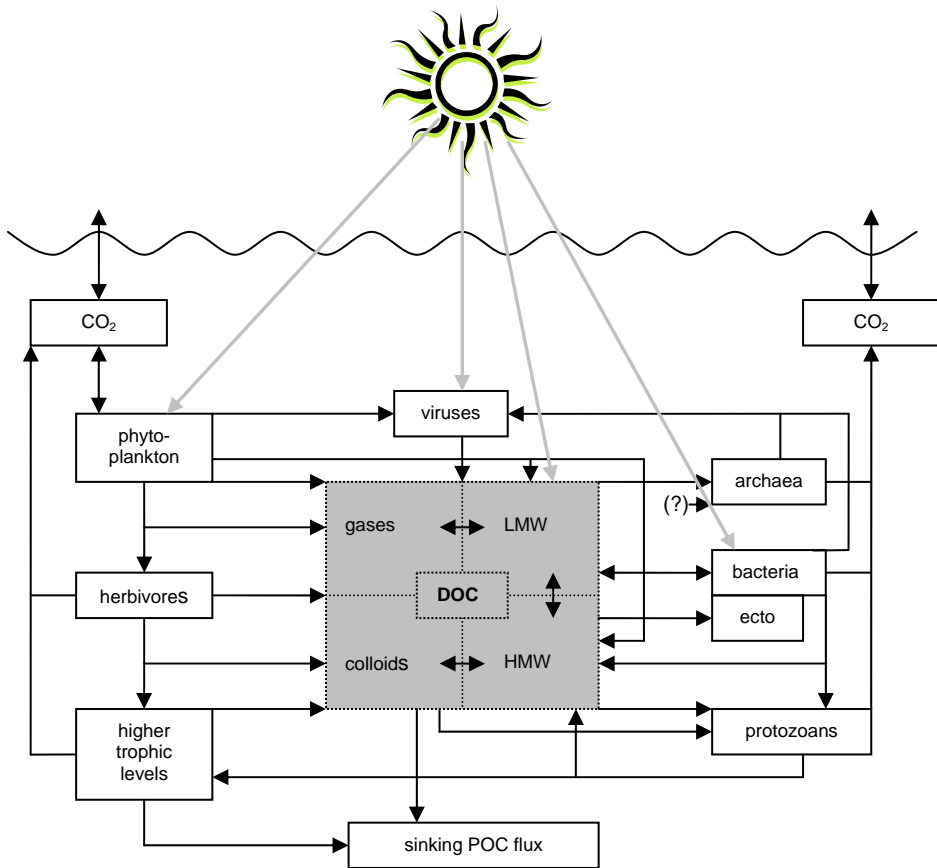 CO₂
CO₂
viruses
phyto-
plankton
archaea
(?)
gases
LMW
bacteria
herbivores
DOC
ecto
colloids
HMW
higher
trophic
levels
protozoans
sinking POC flux